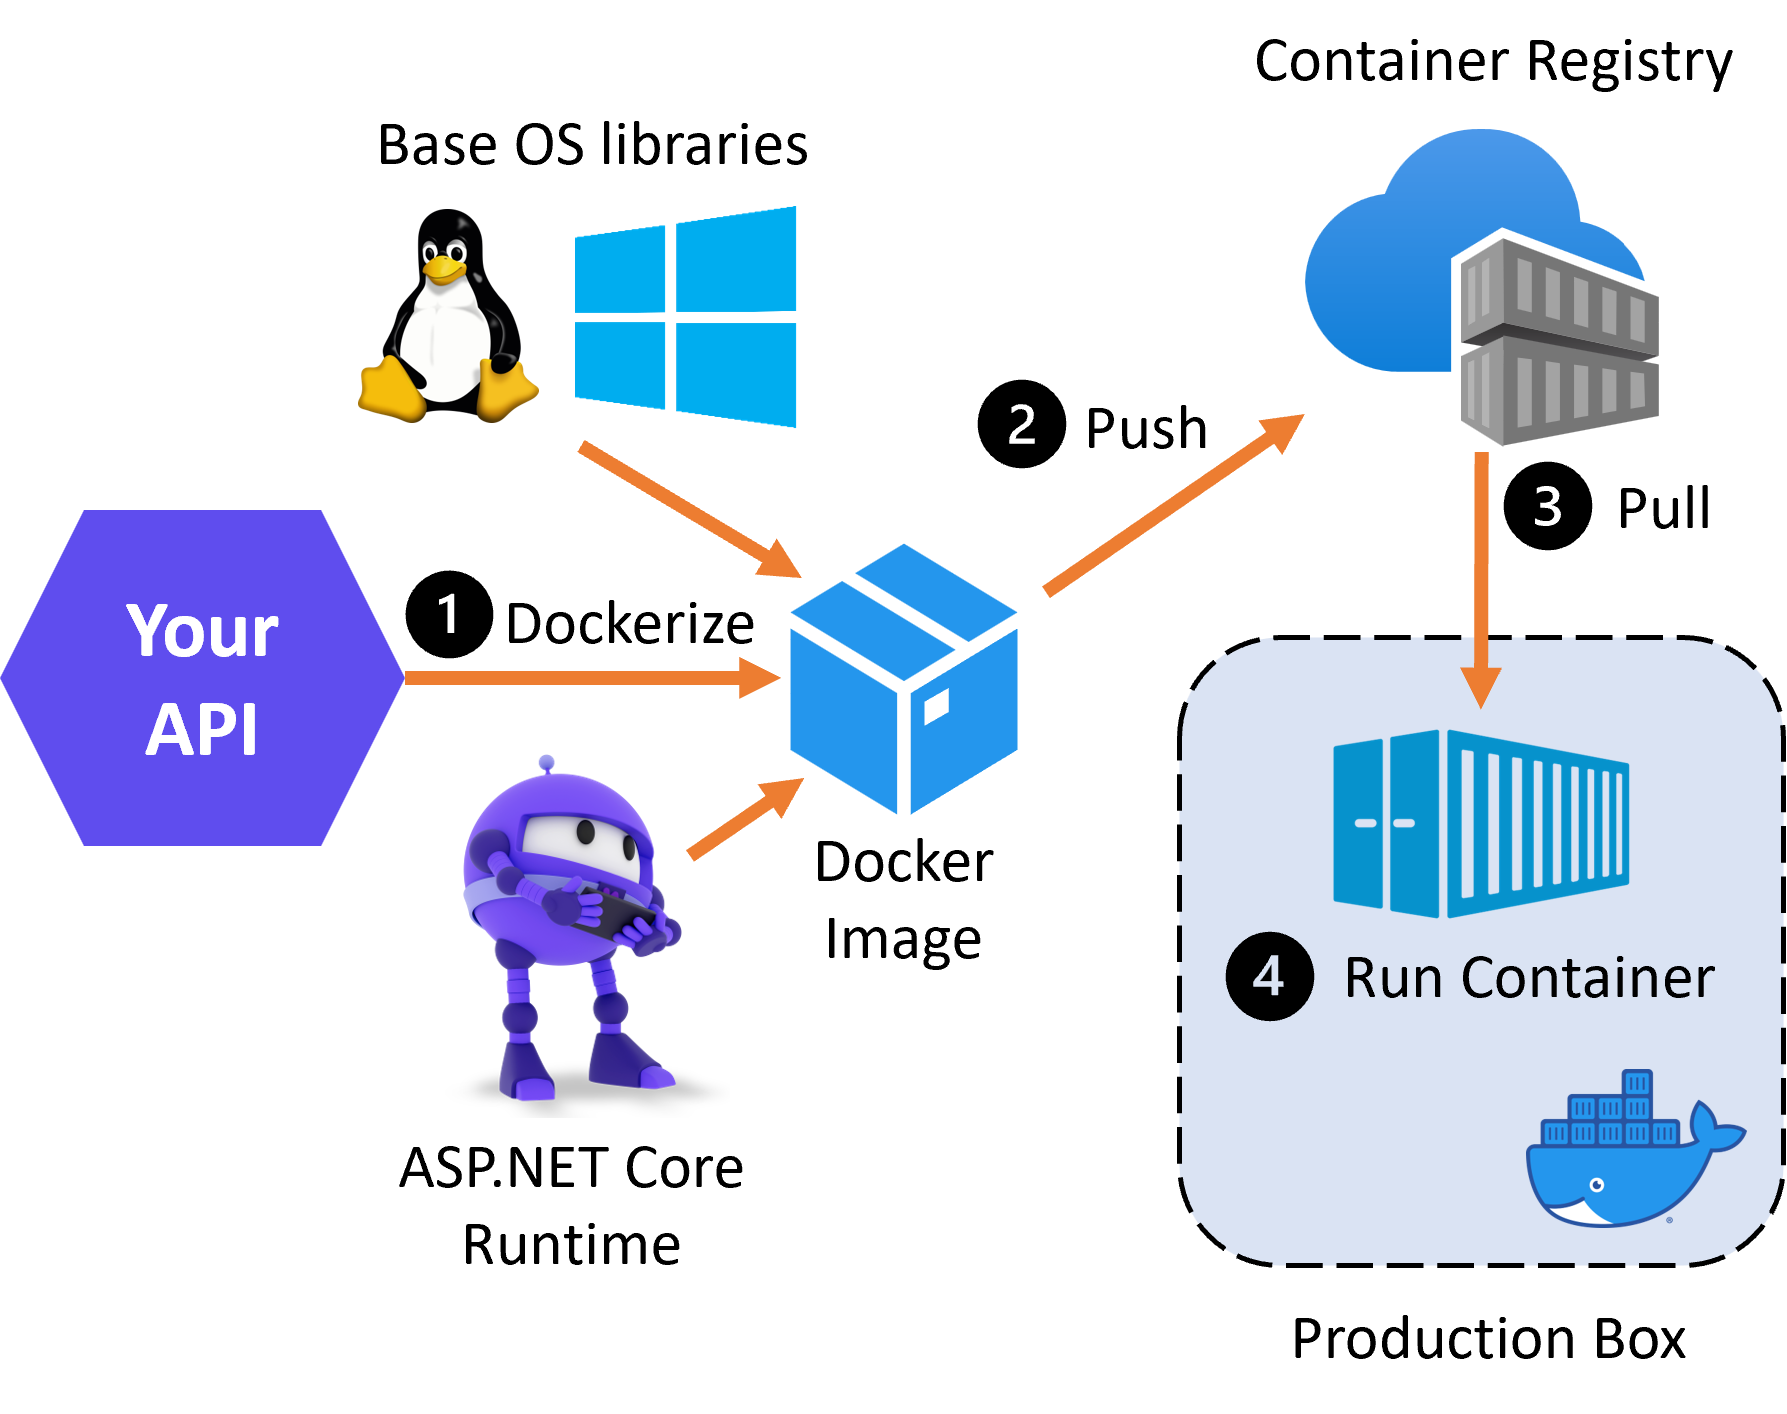 Container Registry
Base OS libraries
2 Push
3 Pull
Your
API
1 Dockerize
Docker
Image
4 Run Container
ASP.NET Core
Runtime
Production Box